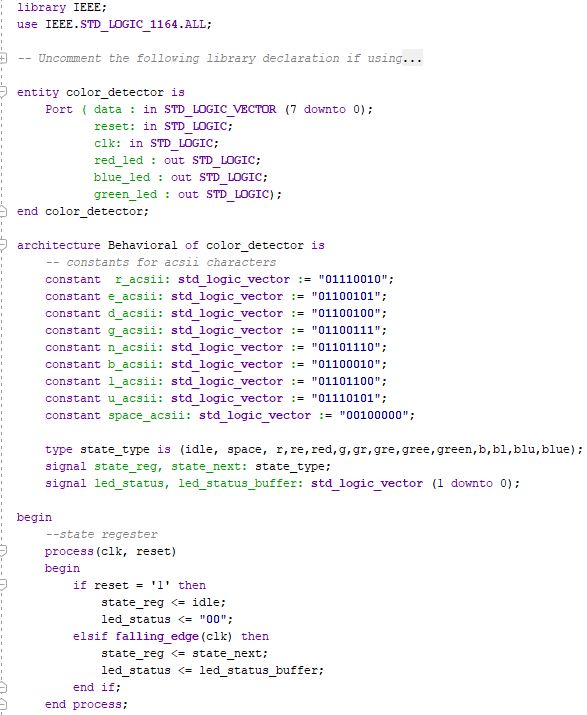 library IEEE;
use IEEE.STD_LOGIC_1164.ALL;
-- Uncomment the following library declaration if using...
entity color_detector is
Port ( data : in STD_LOGIC_VECTOR (7 downto 0);
reset: in STD_LOGIC;
clk: in STD_LOGIC;
red_led : out STD_LOGIC;
blue_led : out STD_LOGIC;
green_led : out STD_LOGIC);
end color_detector;
architecture Behavioral of color_detector is
-- constants for acsii characters
constant  r_acsii: std_logic_vector := "01110010";
constant e_acsii: std_logic_vector := "01100101";
constant d_acsii: std_logic_vector := "01100100";
constant g_acsii: std_logic_vector := "01100111";
constant n_acsii: std_logic_vector := "01101110";
constant b_acsii: std_logic_vector := "01100010";
constant l_acsii: std_logic_vector := "01101100";
constant u_acsii: std_logic_vector := "01110101";
constant space_acsii: std_logic_vector := "00100000";
type state_type is (idle, space, r,re,red,g,gr,gre,gree,green,b,bl,blu,blue);
signal state_reg, state_next: state_type;
signal led_status, led_status_buffer: std_logic_vector (1 downto 0);
begin
--state regester
process(clk, reset)
begin
if reset = '1' then
state_reg <= idle;
led_status <= "00";
elsif falling_edge(clk) then
state_reg <= state_next;
led_status <= led_status_buffer;
end if;
end process;